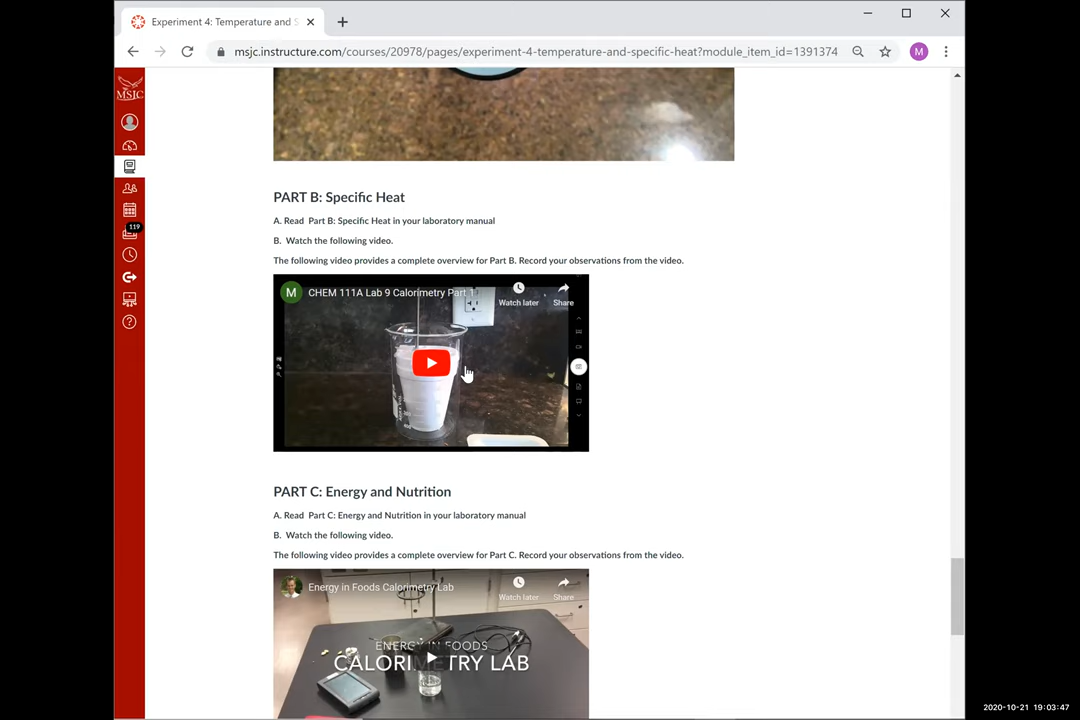 Experiment 4: Temperature and S
msjc.instructure.com/courses/20978/pages/experiment-4-temperature-and-specific-heat?module_item_id=1391374
M
MSJC
119
PART B: Specific Heat
A. Read Part B: Specific Heat in your laboratory manual
B. Watch the following video.
The following video provides a complete overview for Part B. Record your observations from the video.
M CHEM 111A Lab 9 Calorimetry Part 1
Watch later Share
PART C: Energy and Nutrition
A. Read Part C: Energy and Nutrition in your laboratory manual
B. Watch the following video.
The following video provides a complete overview for Part C. Record your observations from the video.
Energy in Foods Calorimetry Lab
Watch later Share
ENERGY IN FOODS
CALORIMETRY LAB
2020-10-21 19:03:47